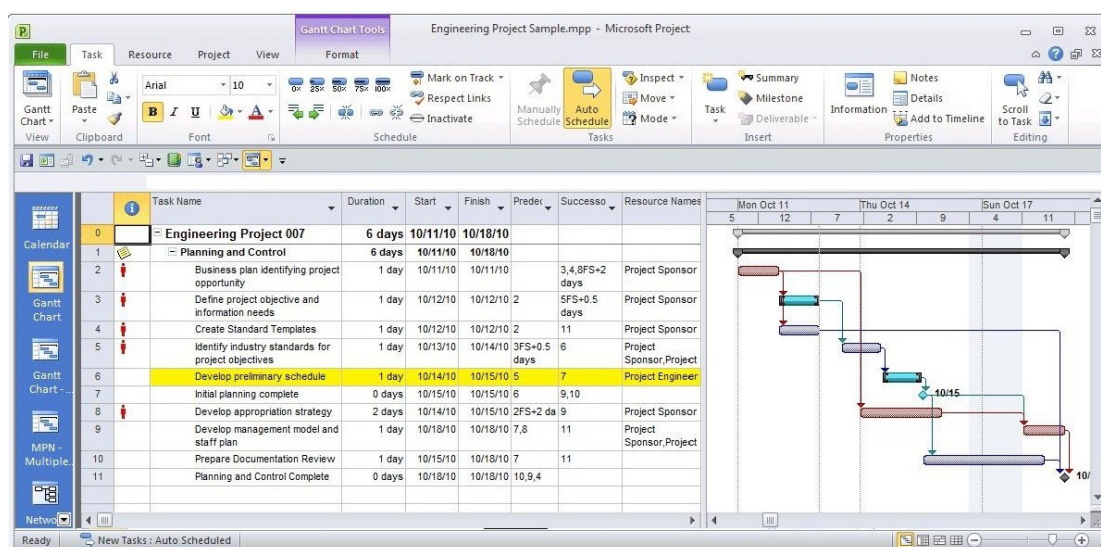 Gantt Chart Tools
Engineering Project Sample.mpp - Microsoft Project
File Task Resource Project View Format
Arial 10
0x 25x 50x 75x 100x
Mark on Track
Respect Links
Inactivate
Inspect
Move
Mode
Summary
Milestone
Deliverable
Notes
Details
Add to Timeline
Gantt
Chart
Paste
B I U A
Manually
Schedule
Auto
Schedule
Task
Information
Scroll
to Task
View Clipboard Font Schedule Tasks Insert Properties Editing
Task Name Duration Start Finish Predec Successo Resource Names
Mon Oct 11 Thu Oct 14 Sun Oct 17
5 12 7 2 9 4 11
0 Engineering Project 007 6 days 10/11/10 10/18/10
1 Planning and Control 6 days 10/11/10 10/18/10
2 Business plan identifying project 1 day 10/11/10 10/11/10 3,4,8FS+2 Project Sponsor
opportunity days
3 Define project objective and 1 day 10/12/10 10/12/10 2 5FS+0.5 Project Sponsor
information needs days
4 Create Standard Templates 1 day 10/12/10 10/12/10 2 11 Project Sponsor
5 Identify industry standards for 1 day 10/13/10 10/14/10 3FS+0.5 6 Project
project objectives days Sponsor,Project
6 Develop preliminary schedule 1 day 10/14/10 10/15/10 5 7 Project Engineer
7 Initial planning complete 0 days 10/15/10 10/15/10 6 9,10
10/15
8 Develop appropriation strategy 2 days 10/14/10 10/15/10 2FS+2 da 9 Project Sponsor
9 Develop management model and 1 day 10/18/10 10/18/10 7,8 11 Project
staff plan Sponsor,Project
10 Prepare Documentation Review 1 day 10/15/10 10/18/10 7 11
11 Planning and Control Complete 0 days 10/18/10 10/18/10 10,9,4
10/
Calendar
Gantt
Chart
Gantt
Chart -
MPN -
Multiple
Netwo
Ready New Tasks : Auto Scheduled